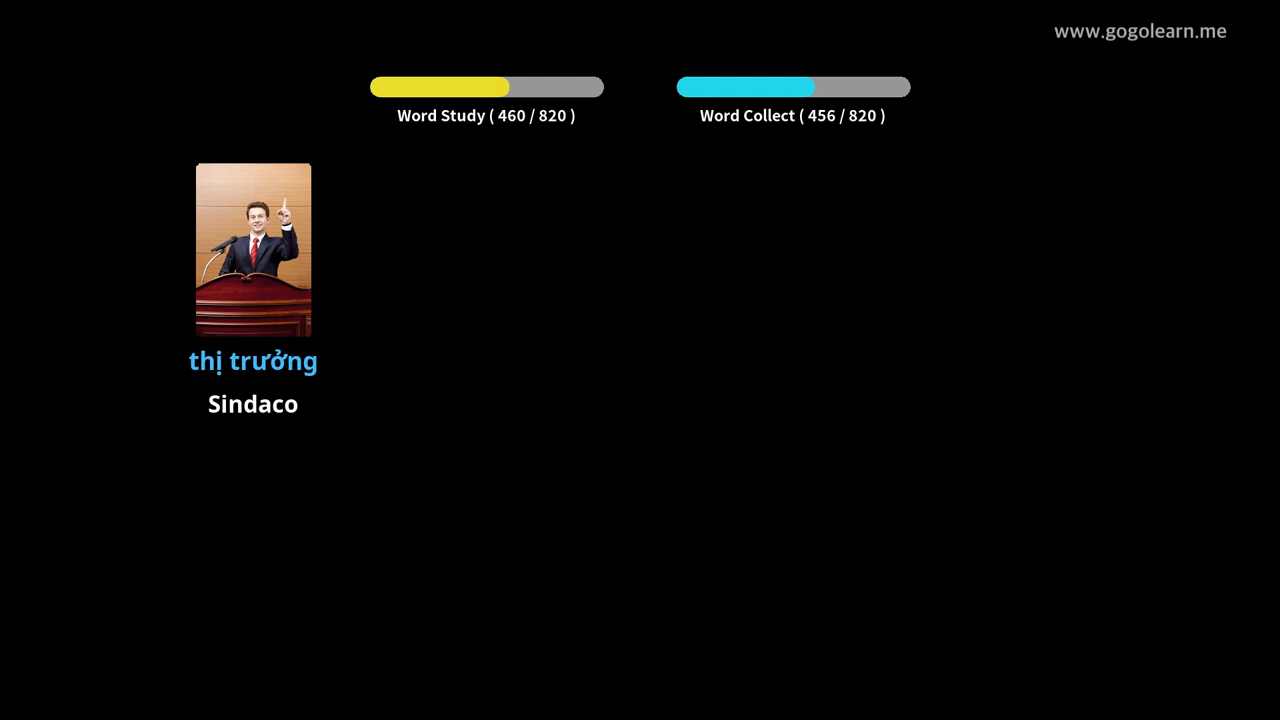 www.gogolearn.me
Word Study ( 460 / 820 )
Word Collect ( 456 / 820 )
thị trưởng
Sindaco